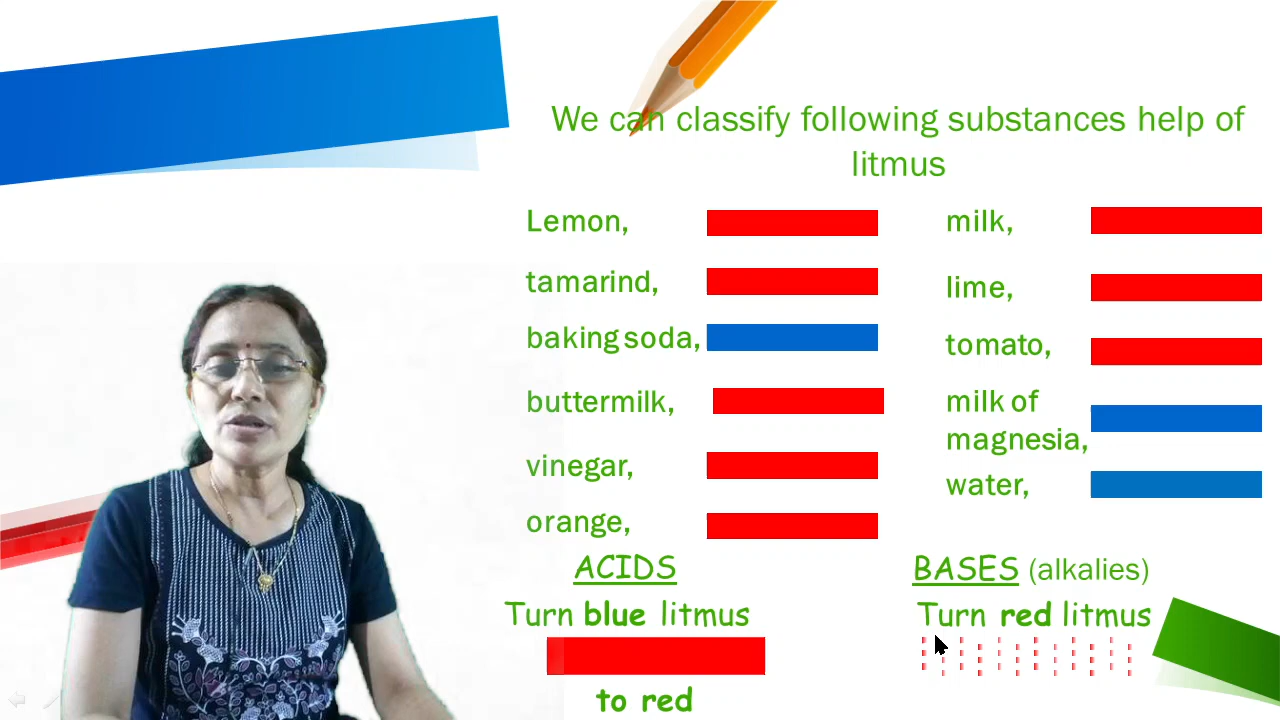 We can classify following substances help of
litmus
Lemon,
tamarind,
baking soda,
buttermilk,
vinegar,
orange,
milk,
lime,
tomato,
milk of
magnesia,
water,
ACIDS
Turn blue litmus
to red
BASES (alkalies)
Turn red litmus